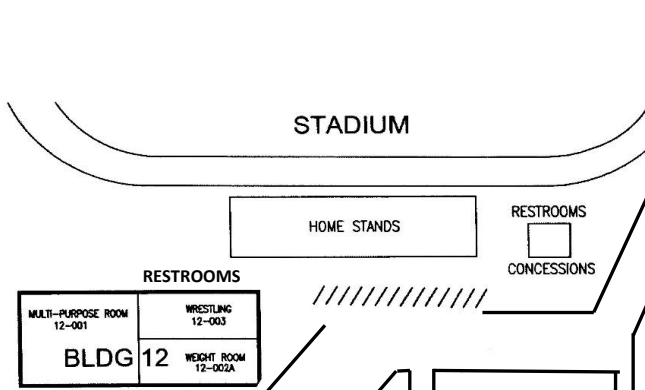 STADIUM
HOME STANDS
RESTROOMS
CONCESSIONS
RESTROOMS
MULTI-PURPOSE ROOM
12-001
WRESTLING
12-003
BLDG 12
WEIGHT ROOM
12-002A